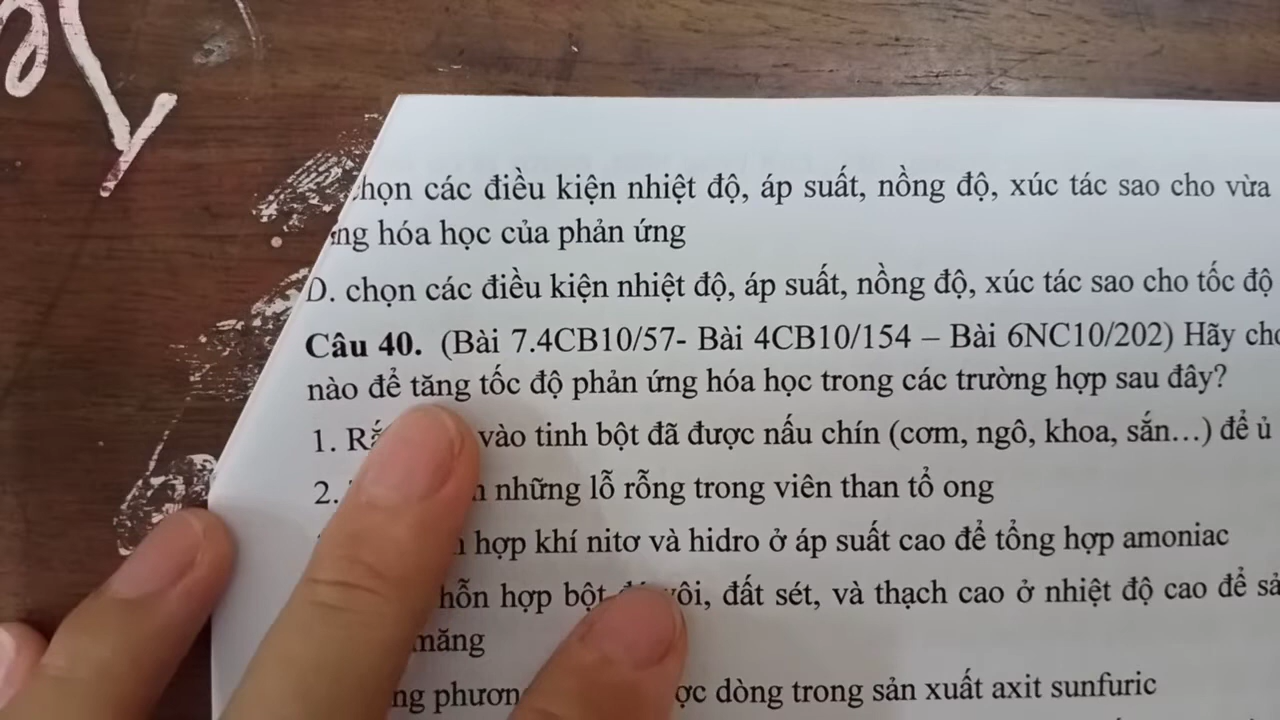 chọn các điều kiện nhiệt độ, áp suất, nồng độ, xúc tác sao cho vừa
hóa học của phản ứng
D. chọn các điều kiện nhiệt độ, áp suất, nồng độ, xúc tác sao cho tốc độ
Câu 40. (Bài 7.4CB10/57- Bài 4CB10/154 – Bài 6NC10/202) Hãy
nào để tăng tốc độ phản ứng hóa học trong các trường hợp sau đây?
1. vào tinh bột đã được nấu chín (cơm, ngô, khoa, sắn...) để ủ
2. những lỗ rỗng trong viên than tổ ong
hợp khí nitơ và hidro ở áp suất cao để tổng hợp amoniac
hỗn hợp bột vôi, đất sét, và thạch cao ở nhiệt độ cao để
măng
dòng trong sản xuất axit sunfuric